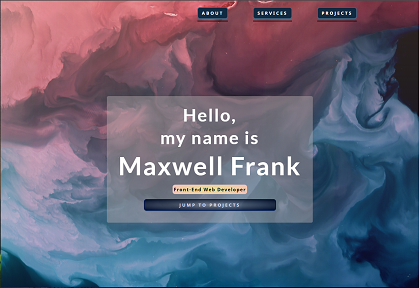 ABOUT SERVICES PROJECTS
Hello,
my name is
Maxwell Frank
Front-End Web Developer
JUMP TO PROJECTS